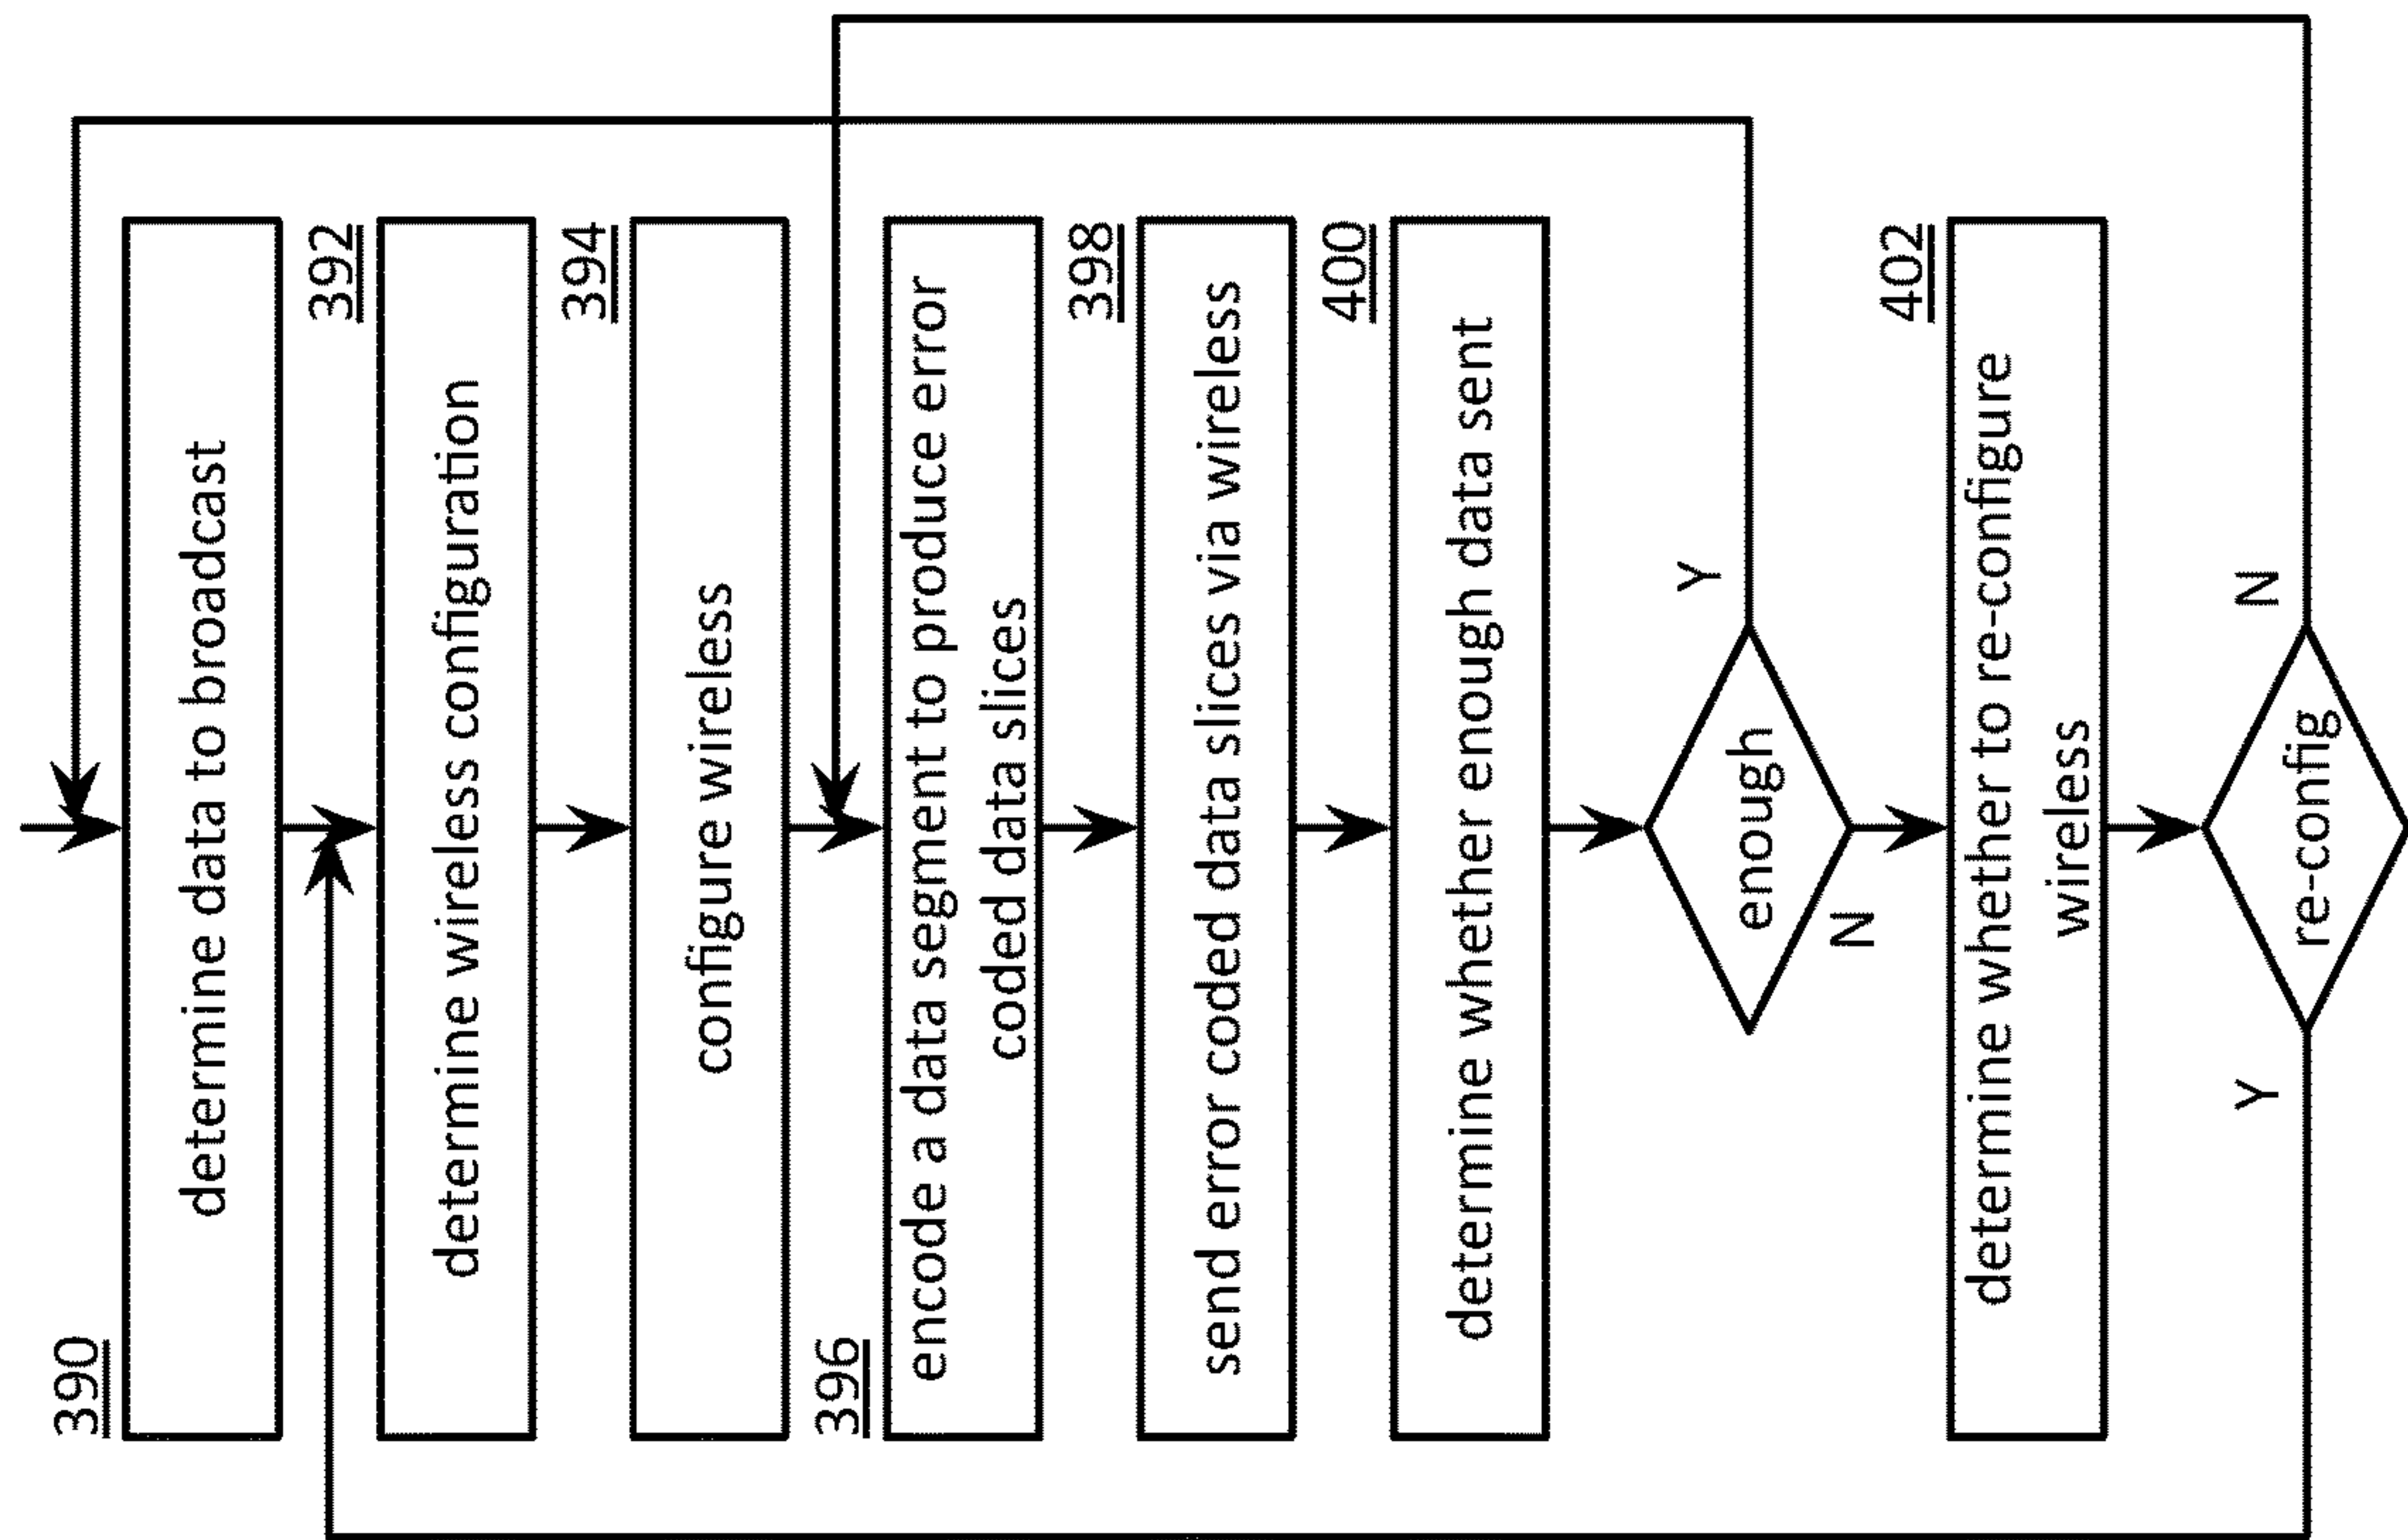 390
determine data to broadcast
392
determine wireless configuration
394
configure wireless
396
encode a data segment to produce error
coded data slices
398
send error coded data slices via wireless
400
determine whether enough data sent
enough
Y
N
402
determine whether to re-configure
wireless
re-config
Y
N